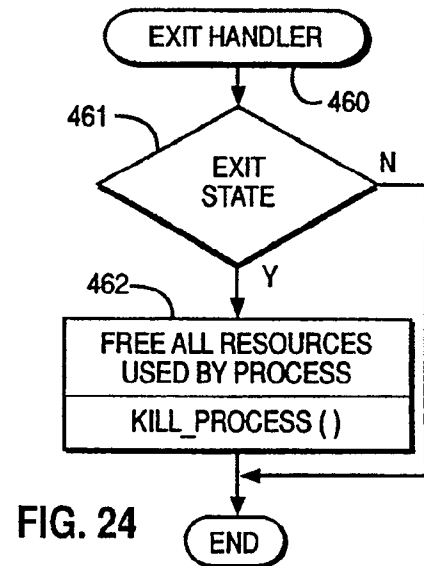 EXIT HANDLER
460
461
EXIT
STATE
N
Y
462
FREE ALL RESOURCES
USED BY PROCESS
KILL_PROCESS ( )
FIG. 24
END